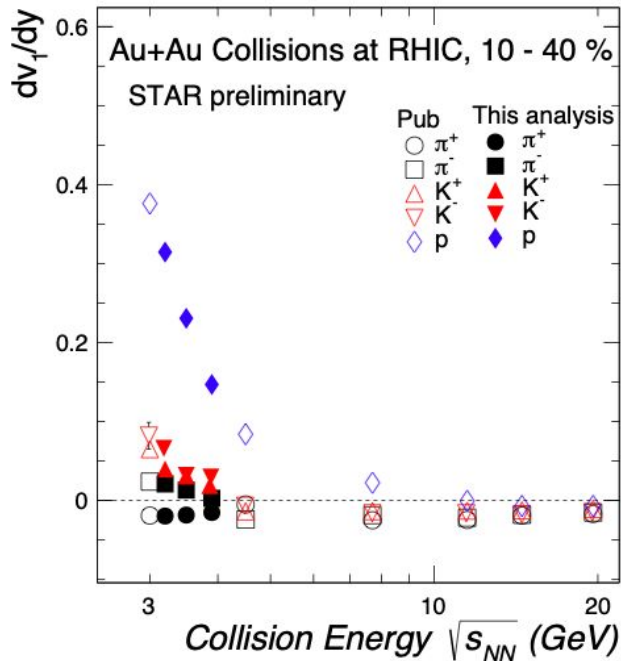 dv₁/dy
0.6
Au+Au Collisions at RHIC, 10 - 40 %
STAR preliminary
Pub This analysis
π⁺ π⁺
π⁻ π⁻
K⁺ K⁺
K⁻ K⁻
p p
0.4
0.2
0
3 10 20
Collision Energy √s_NN (GeV)